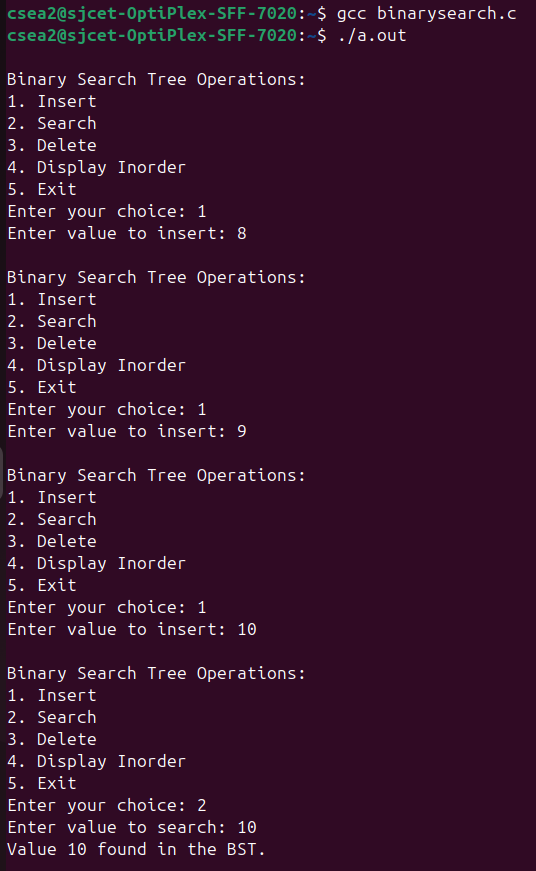 csea2@sjcet-OptiPlex-SFF-7020:~$ gcc binarysearch.c
csea2@sjcet-OptiPlex-SFF-7020:~$ ./a.out

Binary Search Tree Operations:
1. Insert
2. Search
3. Delete
4. Display Inorder
5. Exit
Enter your choice: 1
Enter value to insert: 8

Binary Search Tree Operations:
1. Insert
2. Search
3. Delete
4. Display Inorder
5. Exit
Enter your choice: 1
Enter value to insert: 9

Binary Search Tree Operations:
1. Insert
2. Search
3. Delete
4. Display Inorder
5. Exit
Enter your choice: 1
Enter value to insert: 10

Binary Search Tree Operations:
1. Insert
2. Search
3. Delete
4. Display Inorder
5. Exit
Enter your choice: 2
Enter value to search: 10
Value 10 found in the BST.